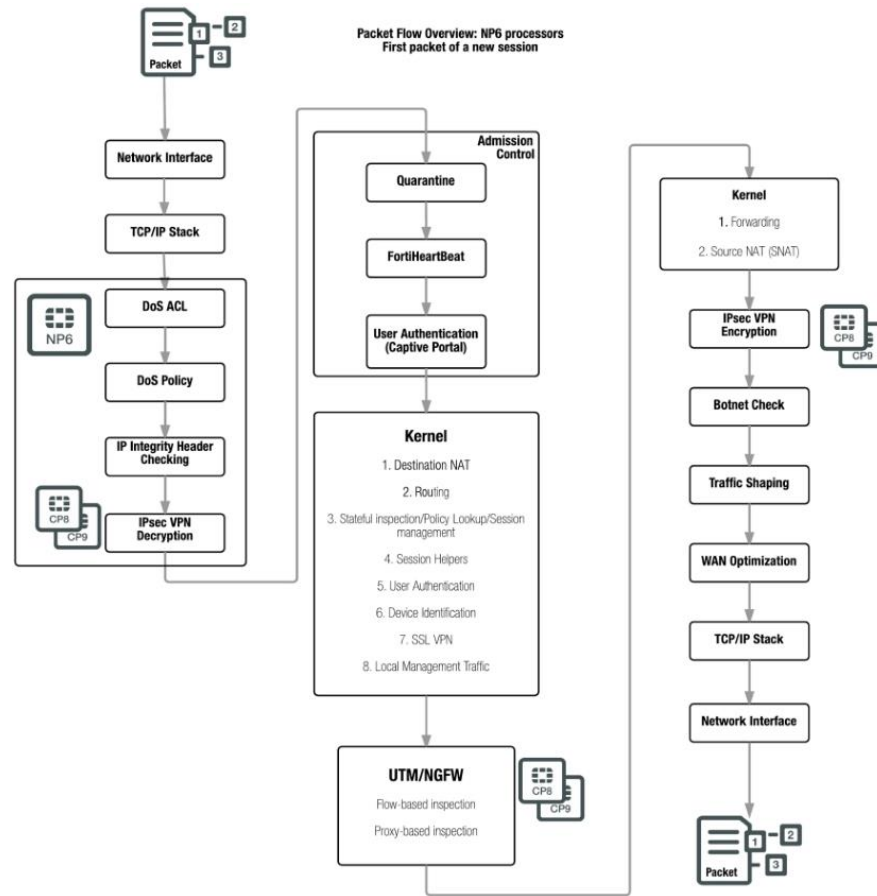 Packet Flow Overview: NP6 processors
First packet of a new session
1
2
3
Packet
Network Interface
TCP/IP Stack
NP6
DoS ACL
DoS Policy
IP Integrity Header
Checking
CP8
CP9
IPsec VPN
Decryption
Admission
Control
Quarantine
FortiHeartBeat
User Authentication
(Captive Portal)
Kernel
1. Destination NAT
2. Routing
3. Stateful inspection/Policy Lookup/Session
management
4. Session Helpers
5. User Authentication
6. Device Identification
7. SSL VPN
8. Local Management Traffic
UTM/NGFW
Flow-based inspection
Proxy-based inspection
CP8
CP9
Kernel
1. Forwarding
2. Source NAT (SNAT)
IPsec VPN
Encryption
CP8
CP9
Botnet Check
Traffic Shaping
WAN Optimization
TCP/IP Stack
Network Interface
1
2
3
Packet